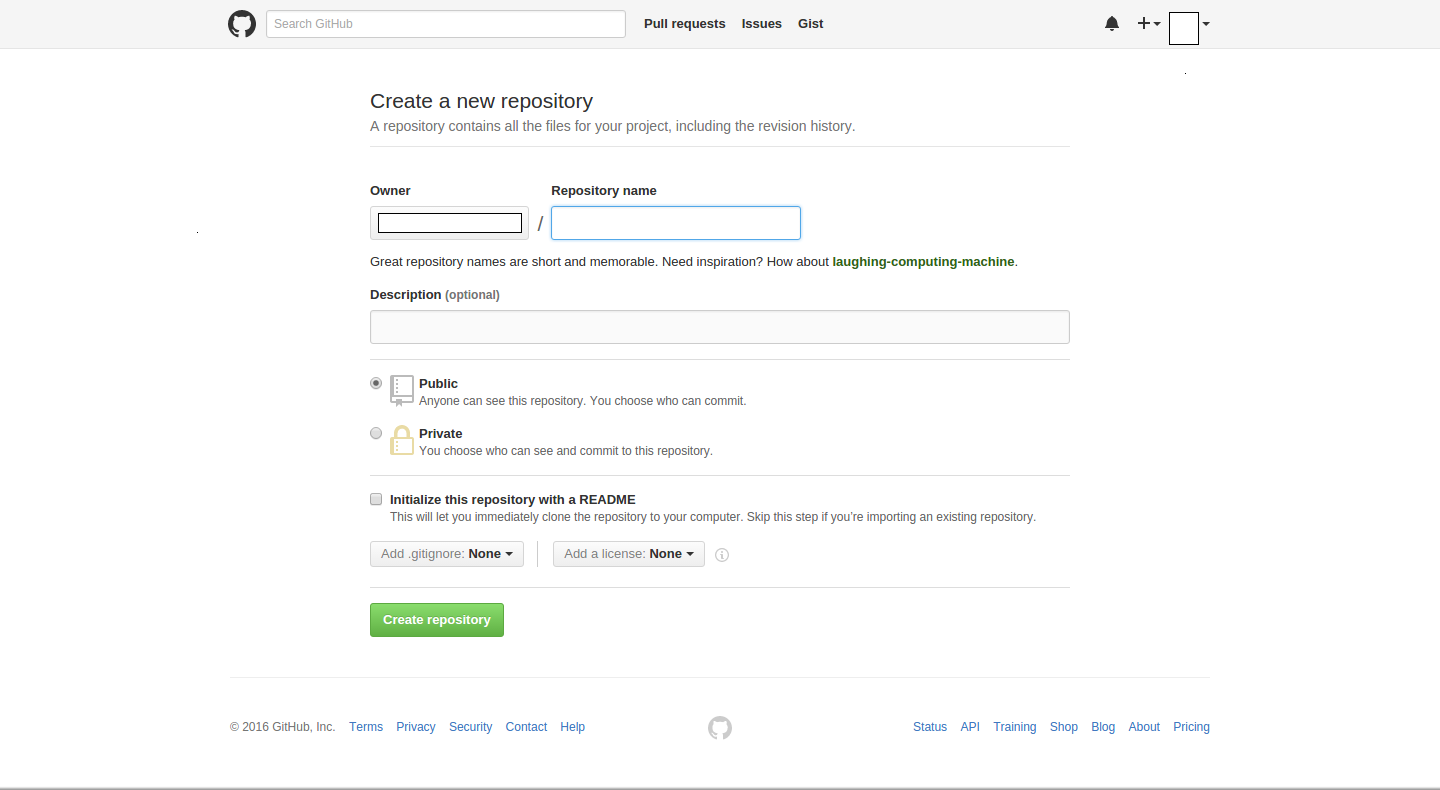 Search GitHub Pull requests Issues Gist
Create a new repository
A repository contains all the files for your project, including the revision history.
Owner Repository name
/
Great repository names are short and memorable. Need inspiration? How about laughing-computing-machine.
Description (optional)
Public
Anyone can see this repository. You choose who can commit.
Private
You choose who can see and commit to this repository.
Initialize this repository with a README
This will let you immediately clone the repository to your computer. Skip this step if you're importing an existing repository.
Add .gitignore: None Add a license: None
Create repository
© 2016 GitHub, Inc. Terms Privacy Security Contact Help Status API Training Shop Blog About Pricing